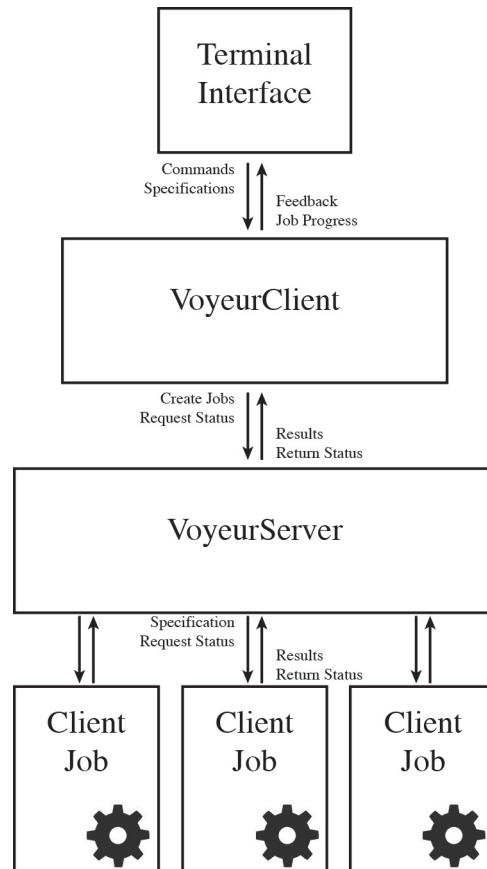 Terminal
Interface
Commands
Specifications
Feedback
Job Progress
VoyeurClient
Create Jobs
Request Status
Results
Return Status
VoyeurServer
Specification
Request Status
Results
Return Status
Client
Job
Client
Job
Client
Job